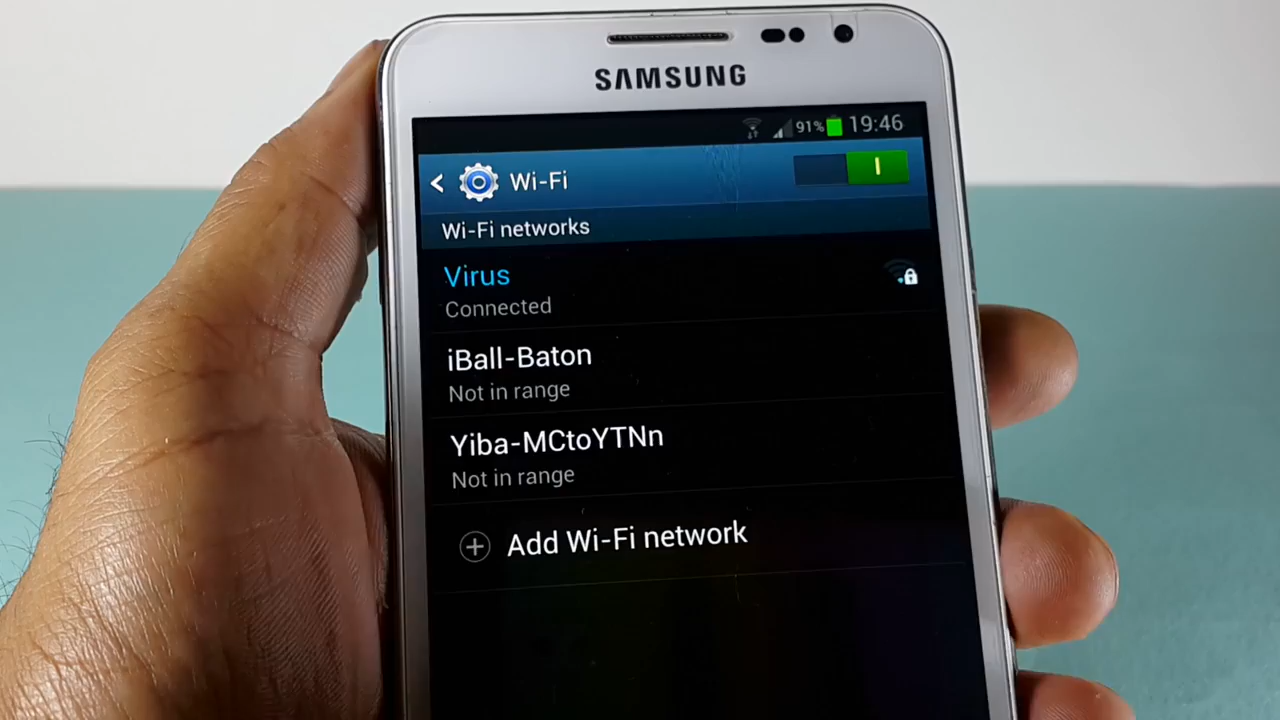 SAMSUNG
91% 19:46
< Wi-Fi
Wi-Fi networks
Virus
Connected
iBall-Baton
Not in range
Yiba-MCtoYTNn
Not in range
Add Wi-Fi network